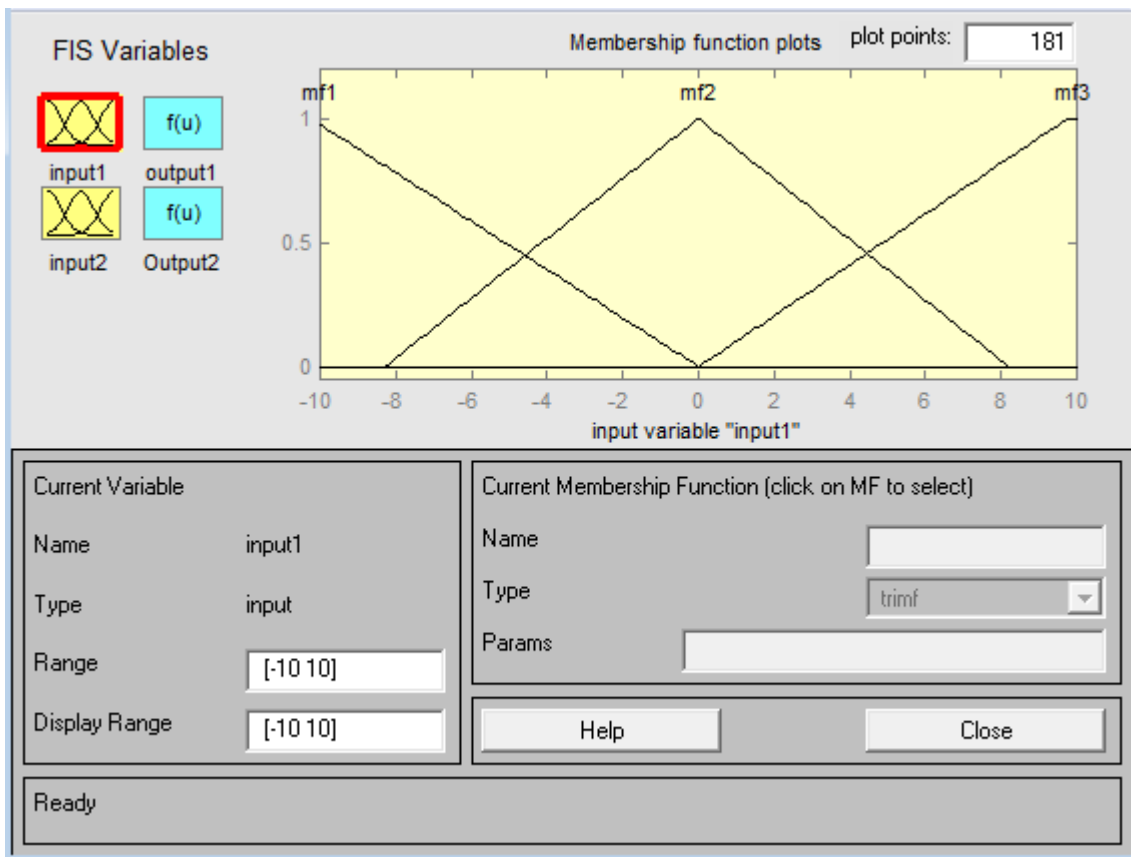 FIS Variables
Membership function plots
plot points:
181
f(u)
input1
output1
f(u)
input2
Output2
mf1
mf2
mf3
1
0.5
0
-10
-8
-6
-4
-2
0
2
4
6
8
10
input variable "input1"
Current Variable
Name
input1
Type
input
Range
[-10 10]
Display Range
[-10 10]
Current Membership Function (click on MF to select)
Name
Type
trimf
Params
Help
Close
Ready